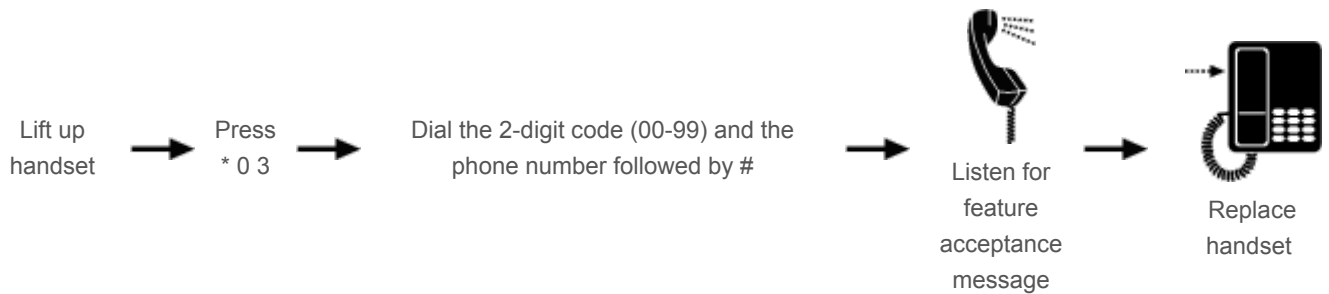 Lift up
handset
Press
* 0 3
Dial the 2-digit code (00-99) and the
phone number followed by #
Listen for
feature
acceptance
message
Replace
handset